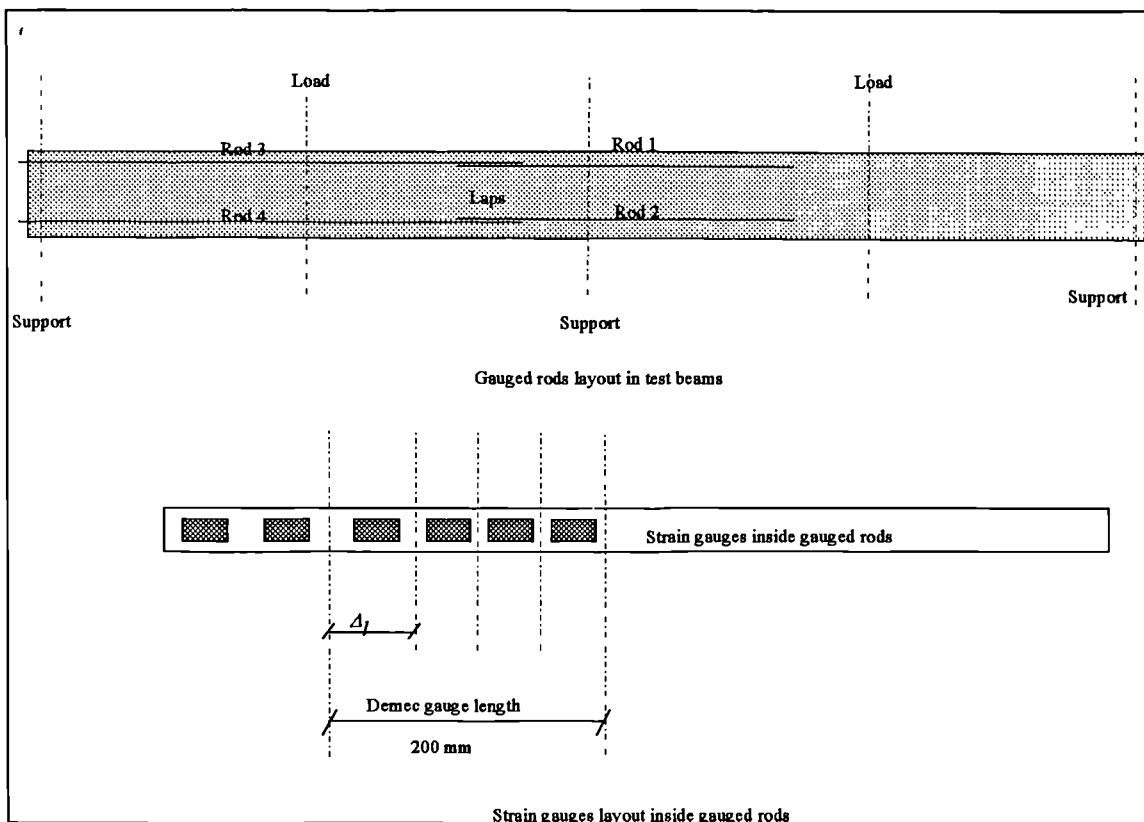 Load
Load
Rod 3
Rod 1
Laps
Rod 4
Rod 2
Support
Support
Support
Gauged rods layout in test beams
Strain gauges inside gauged rods
Δl
Demec gauge length
200 mm
Strain gauges layout inside gauged rods